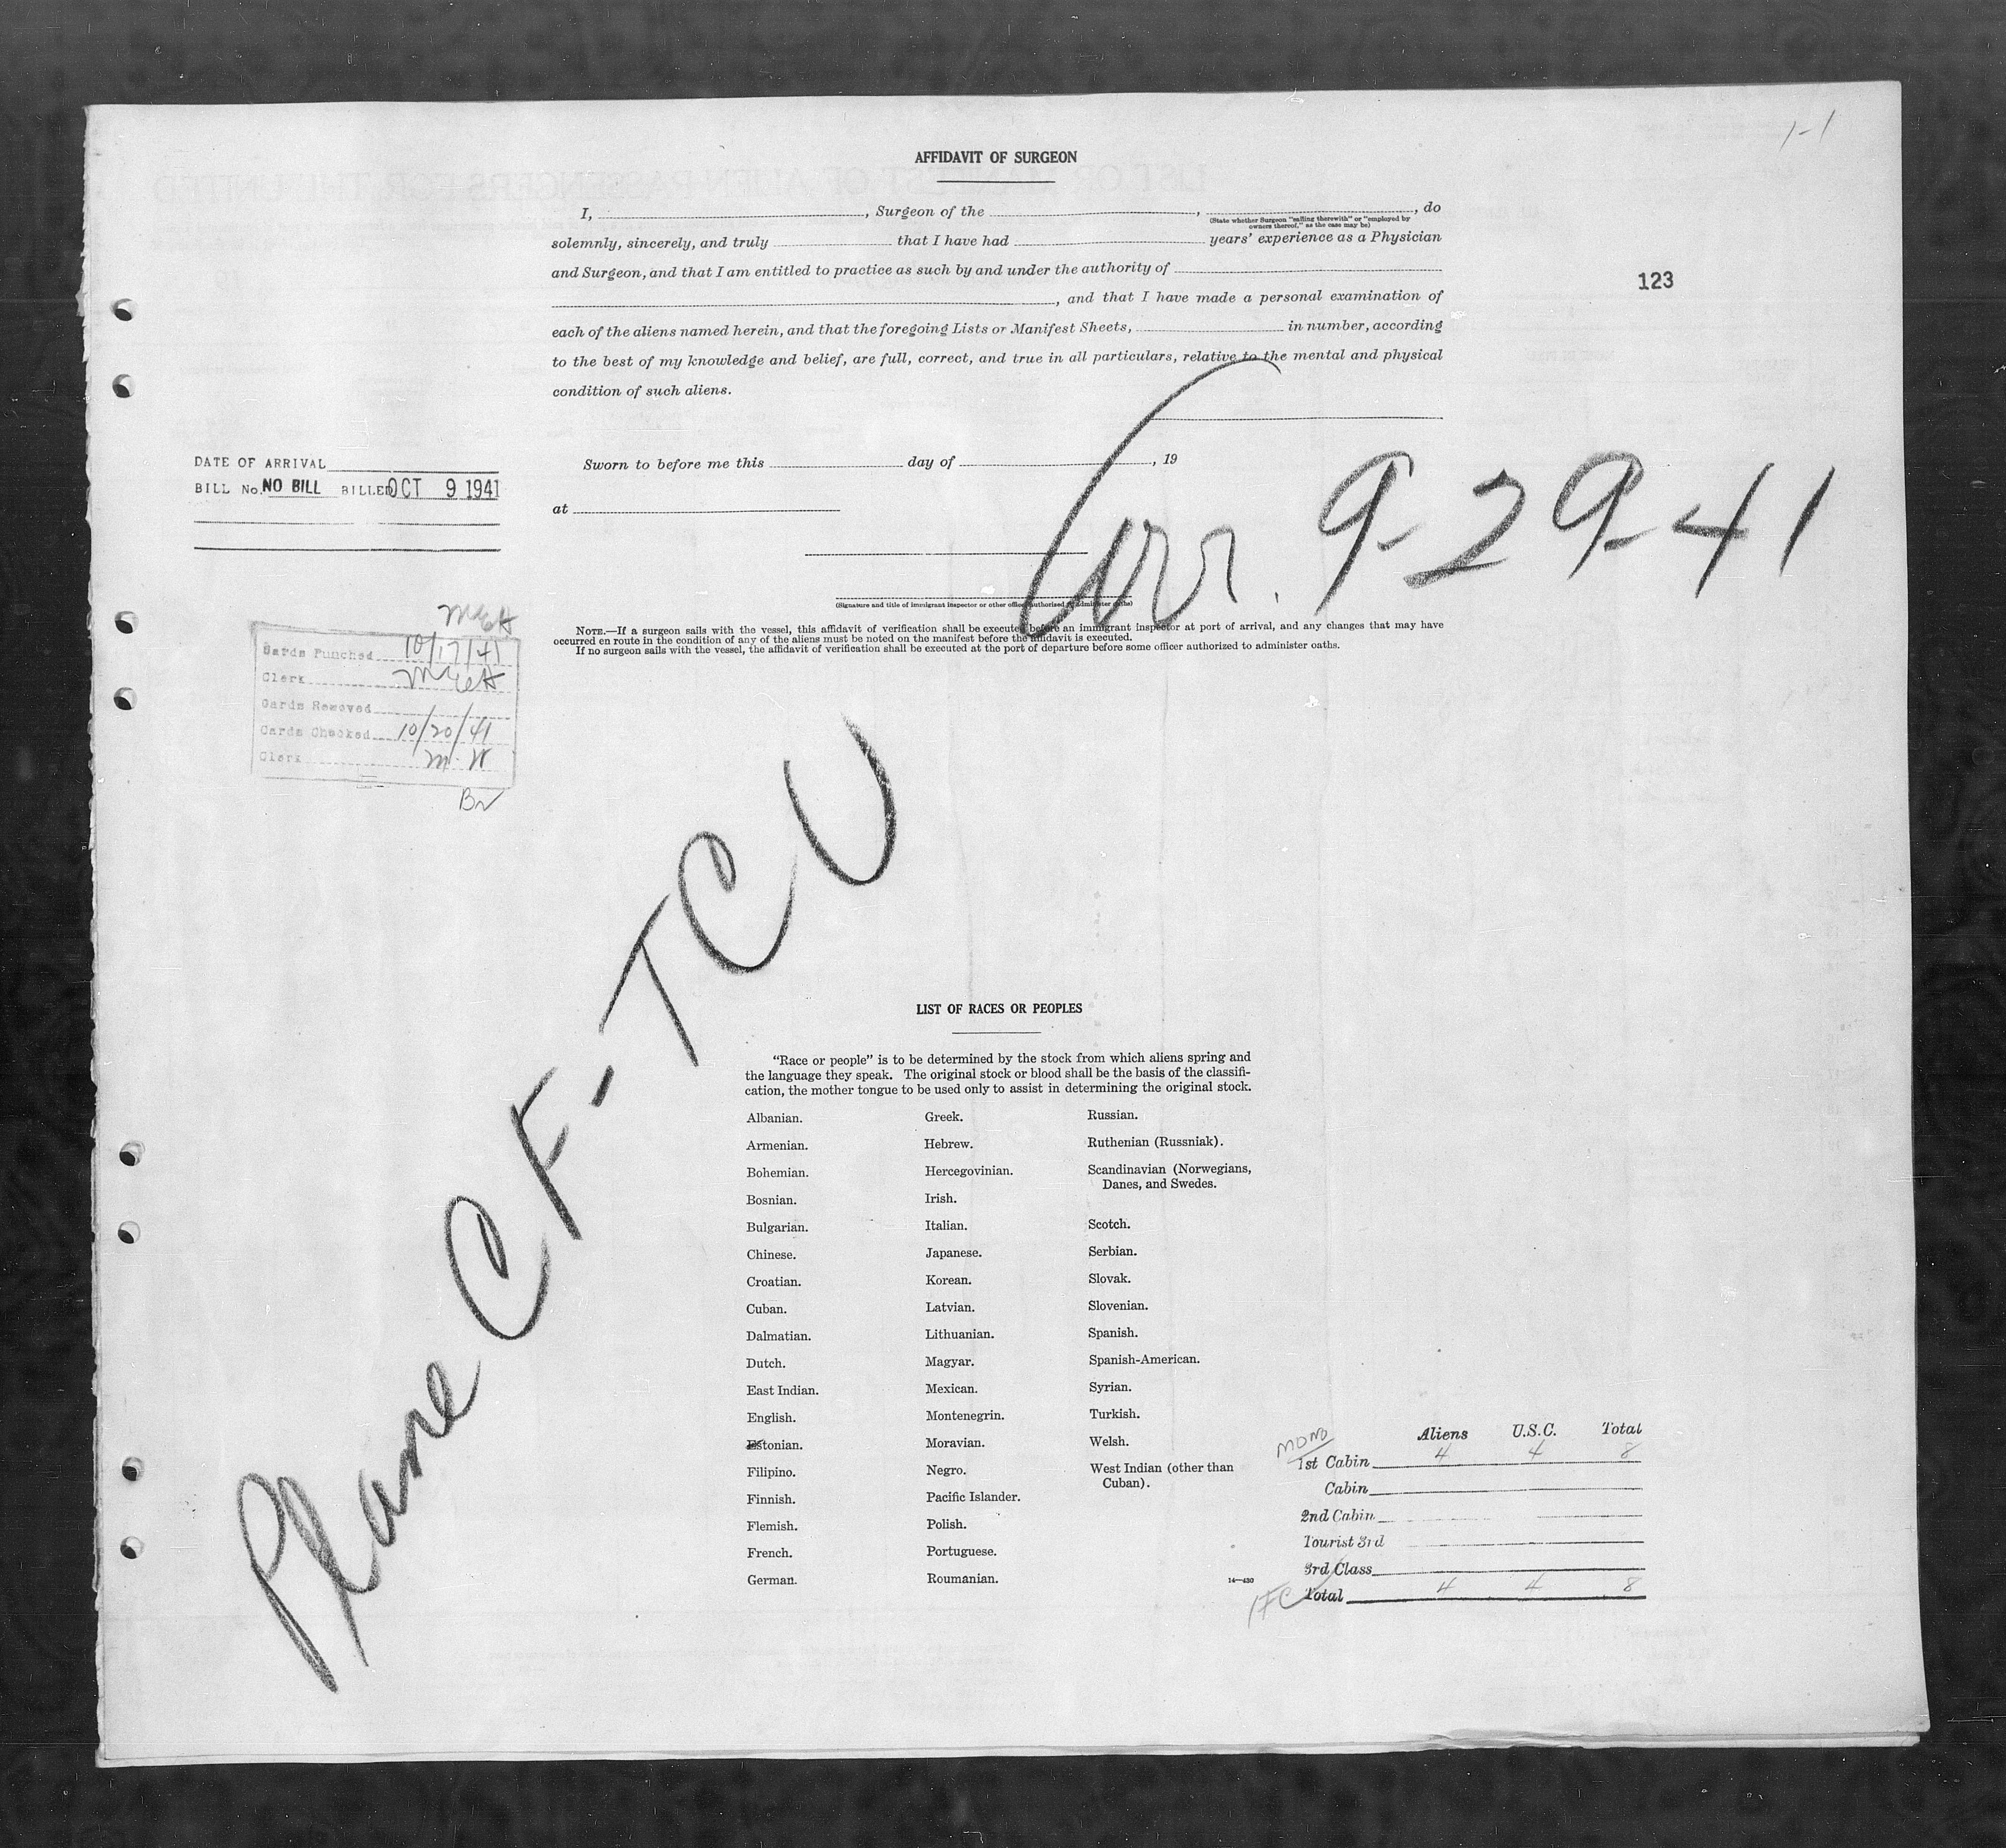 1-1
AFFIDAVIT OF SURGEON
I, , Surgeon of the , , do
(State whether Surgeon "sailing therewith" or "employed by
owners thereof," as the case may be)
solemnly, sincerely, and truly that I have had years' experience as a Physician
and Surgeon, and that I am entitled to practice as such by and under the authority of
123
, and that I have made a personal examination of
each of the aliens named herein, and that the foregoing Lists or Manifest Sheets, in number, according
to the best of my knowledge and belief, are full, correct, and true in all particulars, relative to the mental and physical
condition of such aliens.
DATE OF ARRIVAL
BILL No. NO BILL BILLED OCT 9 1941
Sworn to before me this day of , 19
at
Arr. 9-29-41
(Signature and title of immigrant inspector or other officer authorized to administer oaths)
NOTE.—If a surgeon sails with the vessel, this affidavit of verification shall be executed before an immigrant inspector at port of arrival, and any changes that may have
occurred en route in the condition of any of the aliens must be noted on the manifest before the affidavit is executed.
If no surgeon sails with the vessel, the affidavit of verification shall be executed at the port of departure before some officer authorized to administer oaths.
Cards Punched 10/17/41
Clerk
Cards Removed
Cards Checked 10/20/41
Clerk
Plane CF-TCU
LIST OF RACES OR PEOPLES
"Race or people" is to be determined by the stock from which aliens spring and
the language they speak. The original stock or blood shall be the basis of the classifi-
cation, the mother tongue to be used only to assist in determining the original stock.
Albanian.
Armenian.
Bohemian.
Bosnian.
Bulgarian.
Chinese.
Croatian.
Cuban.
Dalmatian.
Dutch.
East Indian.
English.
Estonian.
Filipino.
Finnish.
Flemish.
French.
German.
Greek.
Hebrew.
Hercegovinian.
Irish.
Italian.
Japanese.
Korean.
Latvian.
Lithuanian.
Magyar.
Mexican.
Montenegrin.
Moravian.
Negro.
Pacific Islander.
Polish.
Portuguese.
Roumanian.
Russian.
Ruthenian (Russniak).
Scandinavian (Norwegians,
Danes, and Swedes.
Scotch.
Serbian.
Slovak.
Slovenian.
Spanish.
Spanish-American.
Syrian.
Turkish.
Welsh.
West Indian (other than
Cuban).
14—430
Aliens U.S.C. Total
1st Cabin 4 4 8
Cabin
2nd Cabin
Tourist 3rd
3rd Class
Total 4 4 8